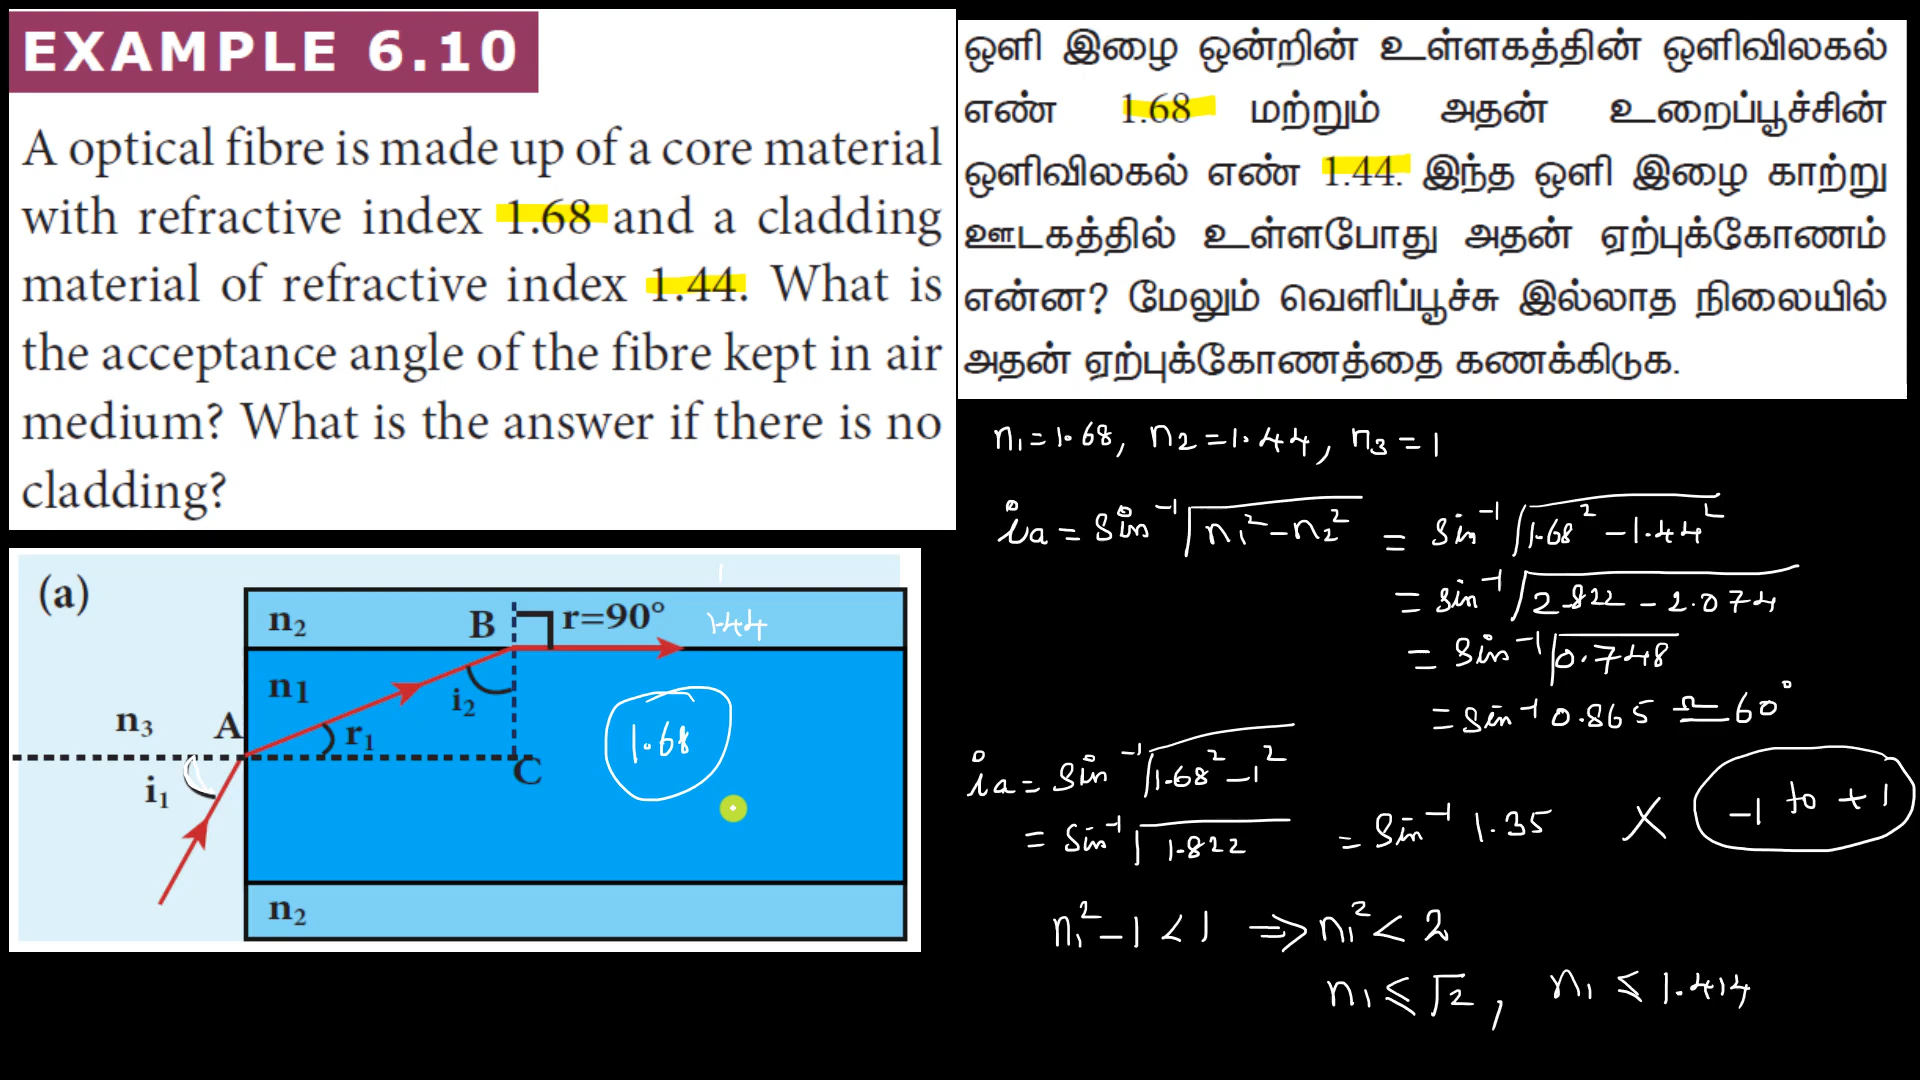 EXAMPLE 6.10
A optical fibre is made up of a core material
with refractive index 1.68 and a cladding
material of refractive index 1.44. What is
the acceptance angle of the fibre kept in air
medium? What is the answer if there is no
cladding?
ஒளி இழை ஒன்றின் உள்ளகத்தின் ஒளிவிலகல்
எண் 1.68 மற்றும் அதன் உறைப்பூச்சின்
ஒளிவிலகல் எண் 1.44. இந்த ஒளி இழை காற்று
ஊடகத்தில் உள்ளபோது அதன் ஏற்புக்கோணம்
என்ன? மேலும் வெளிப்பூச்சு இல்லாத நிலையில்
அதன் ஏற்புக்கோணத்தை கணக்கிடுக.
(a)
n₂ B r=90° 1.44
n₁ i₂
1.68
n₃ A r₁
C
i₁
n₂
n₁ = 1.68, n₂ = 1.44, n₃ = 1
ia = Sin⁻¹ √n₁² – n₂² = Sin⁻¹ √1.68² – 1.44²
= Sin⁻¹ √2.822 – 2.074
= Sin⁻¹ √0.748
= Sin⁻¹ 0.865 ≃ 60°
ia = Sin⁻¹ √1.68² – 1²
= Sin⁻¹ √1.822 = Sin⁻¹ 1.35 X -1 to +1
n₁² – 1 < 1 ⇒ n₁² < 2
n₁ ≤ √2, n₁ ≤ 1.414